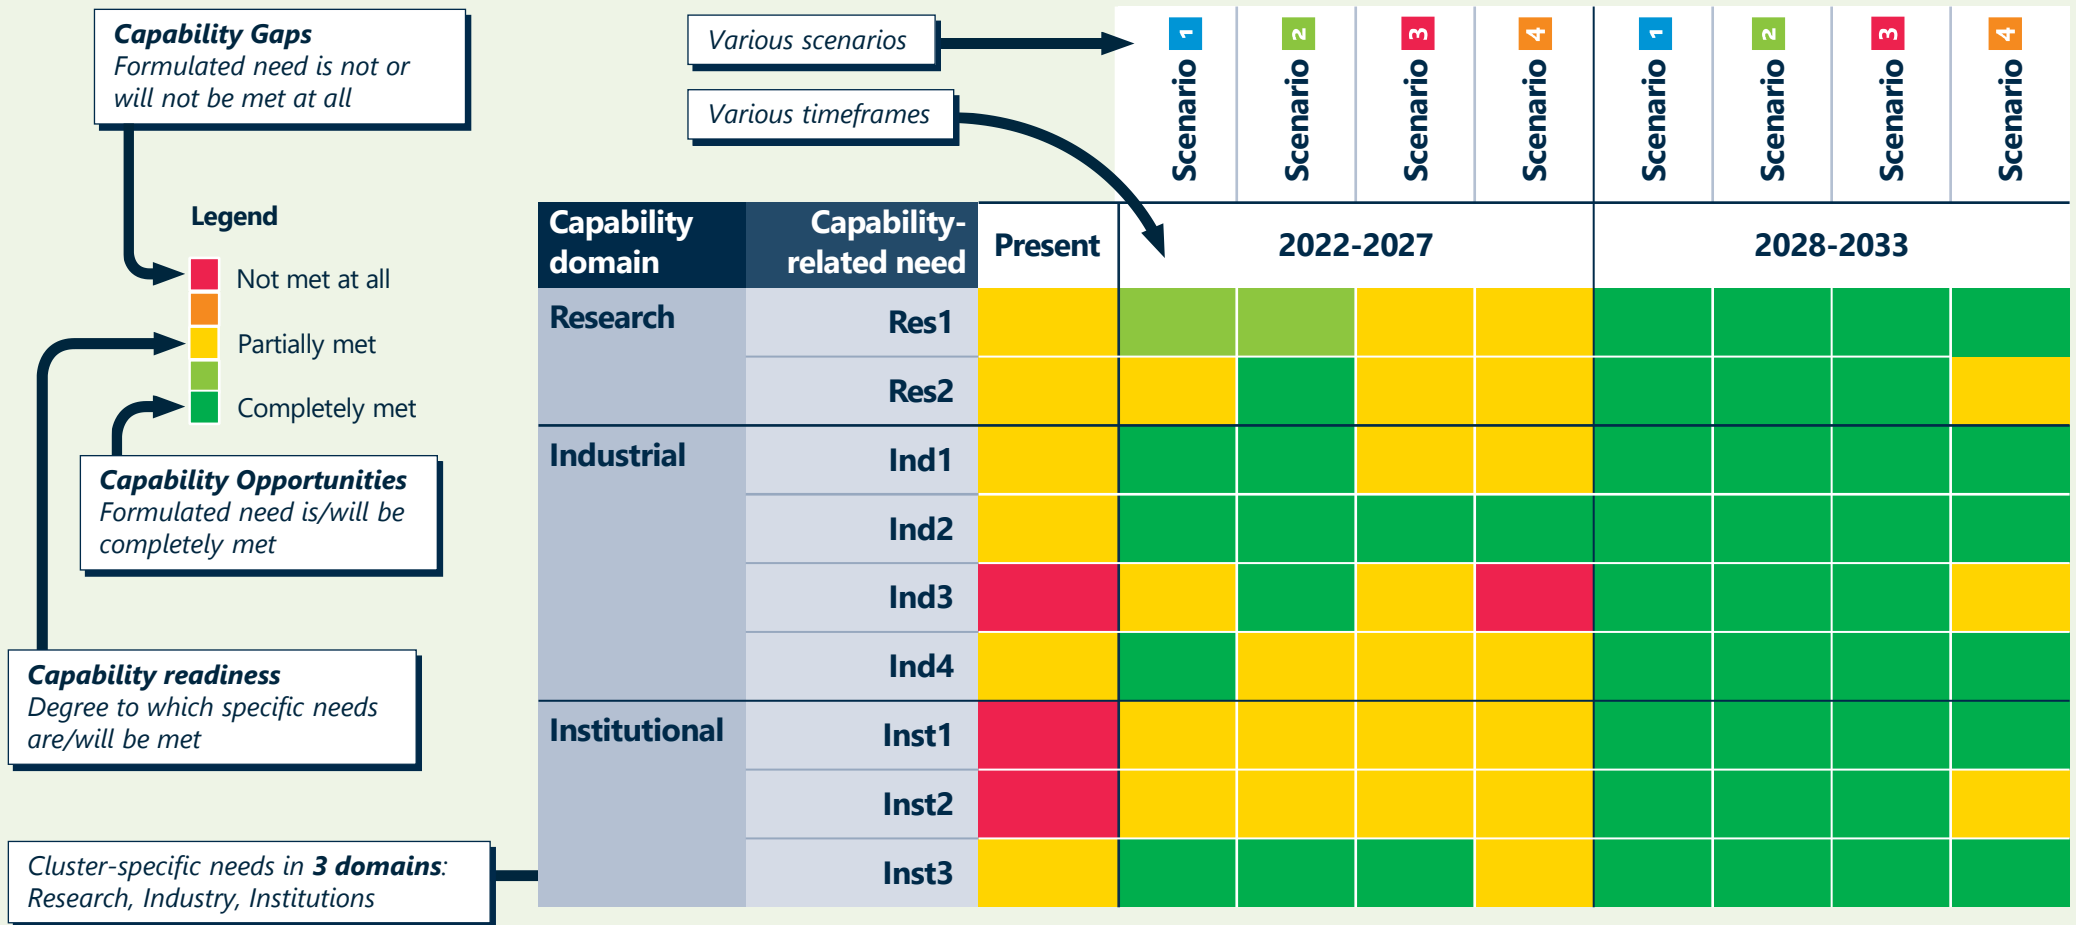 Capability Gaps
Formulated need is not or
will not be met at all
Various scenarios
Various timeframes
Scenario 1
Scenario 2
Scenario 3
Scenario 4
Scenario 1
Scenario 2
Scenario 3
Scenario 4
Legend
Not met at all
Partially met
Completely met
Capability Opportunities
Formulated need is/will be
completely met
Capability readiness
Degree to which specific needs
are/will be met
Cluster-specific needs in 3 domains:
Research, Industry, Institutions
Capability
domain
Capability-
related need
Present
2022-2027
2028-2033
Research
Res1
Res2
Industrial
Ind1
Ind2
Ind3
Ind4
Institutional
Inst1
Inst2
Inst3